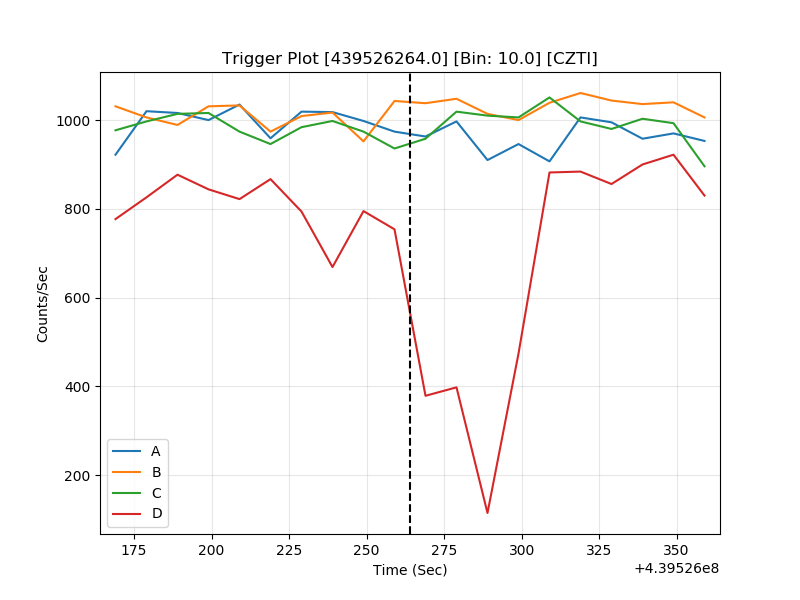 Trigger Plot [439526264.0] [Bin: 10.0] [CZTI]
Counts/Sec
1000
800
600
400
200
A
B
C
D
175 200 225 250 275 300 325 350
Time (Sec)
+4.39526e8